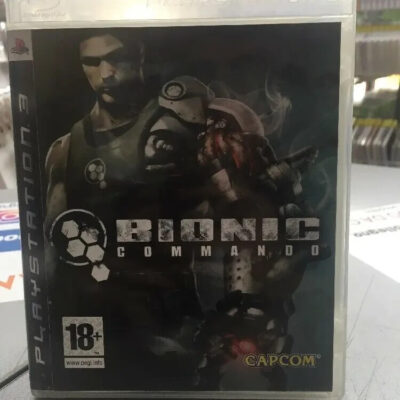 PLAYSTATION 3
BIONIC
COMMANDO
18+
www.pegi.info
CAPCOM